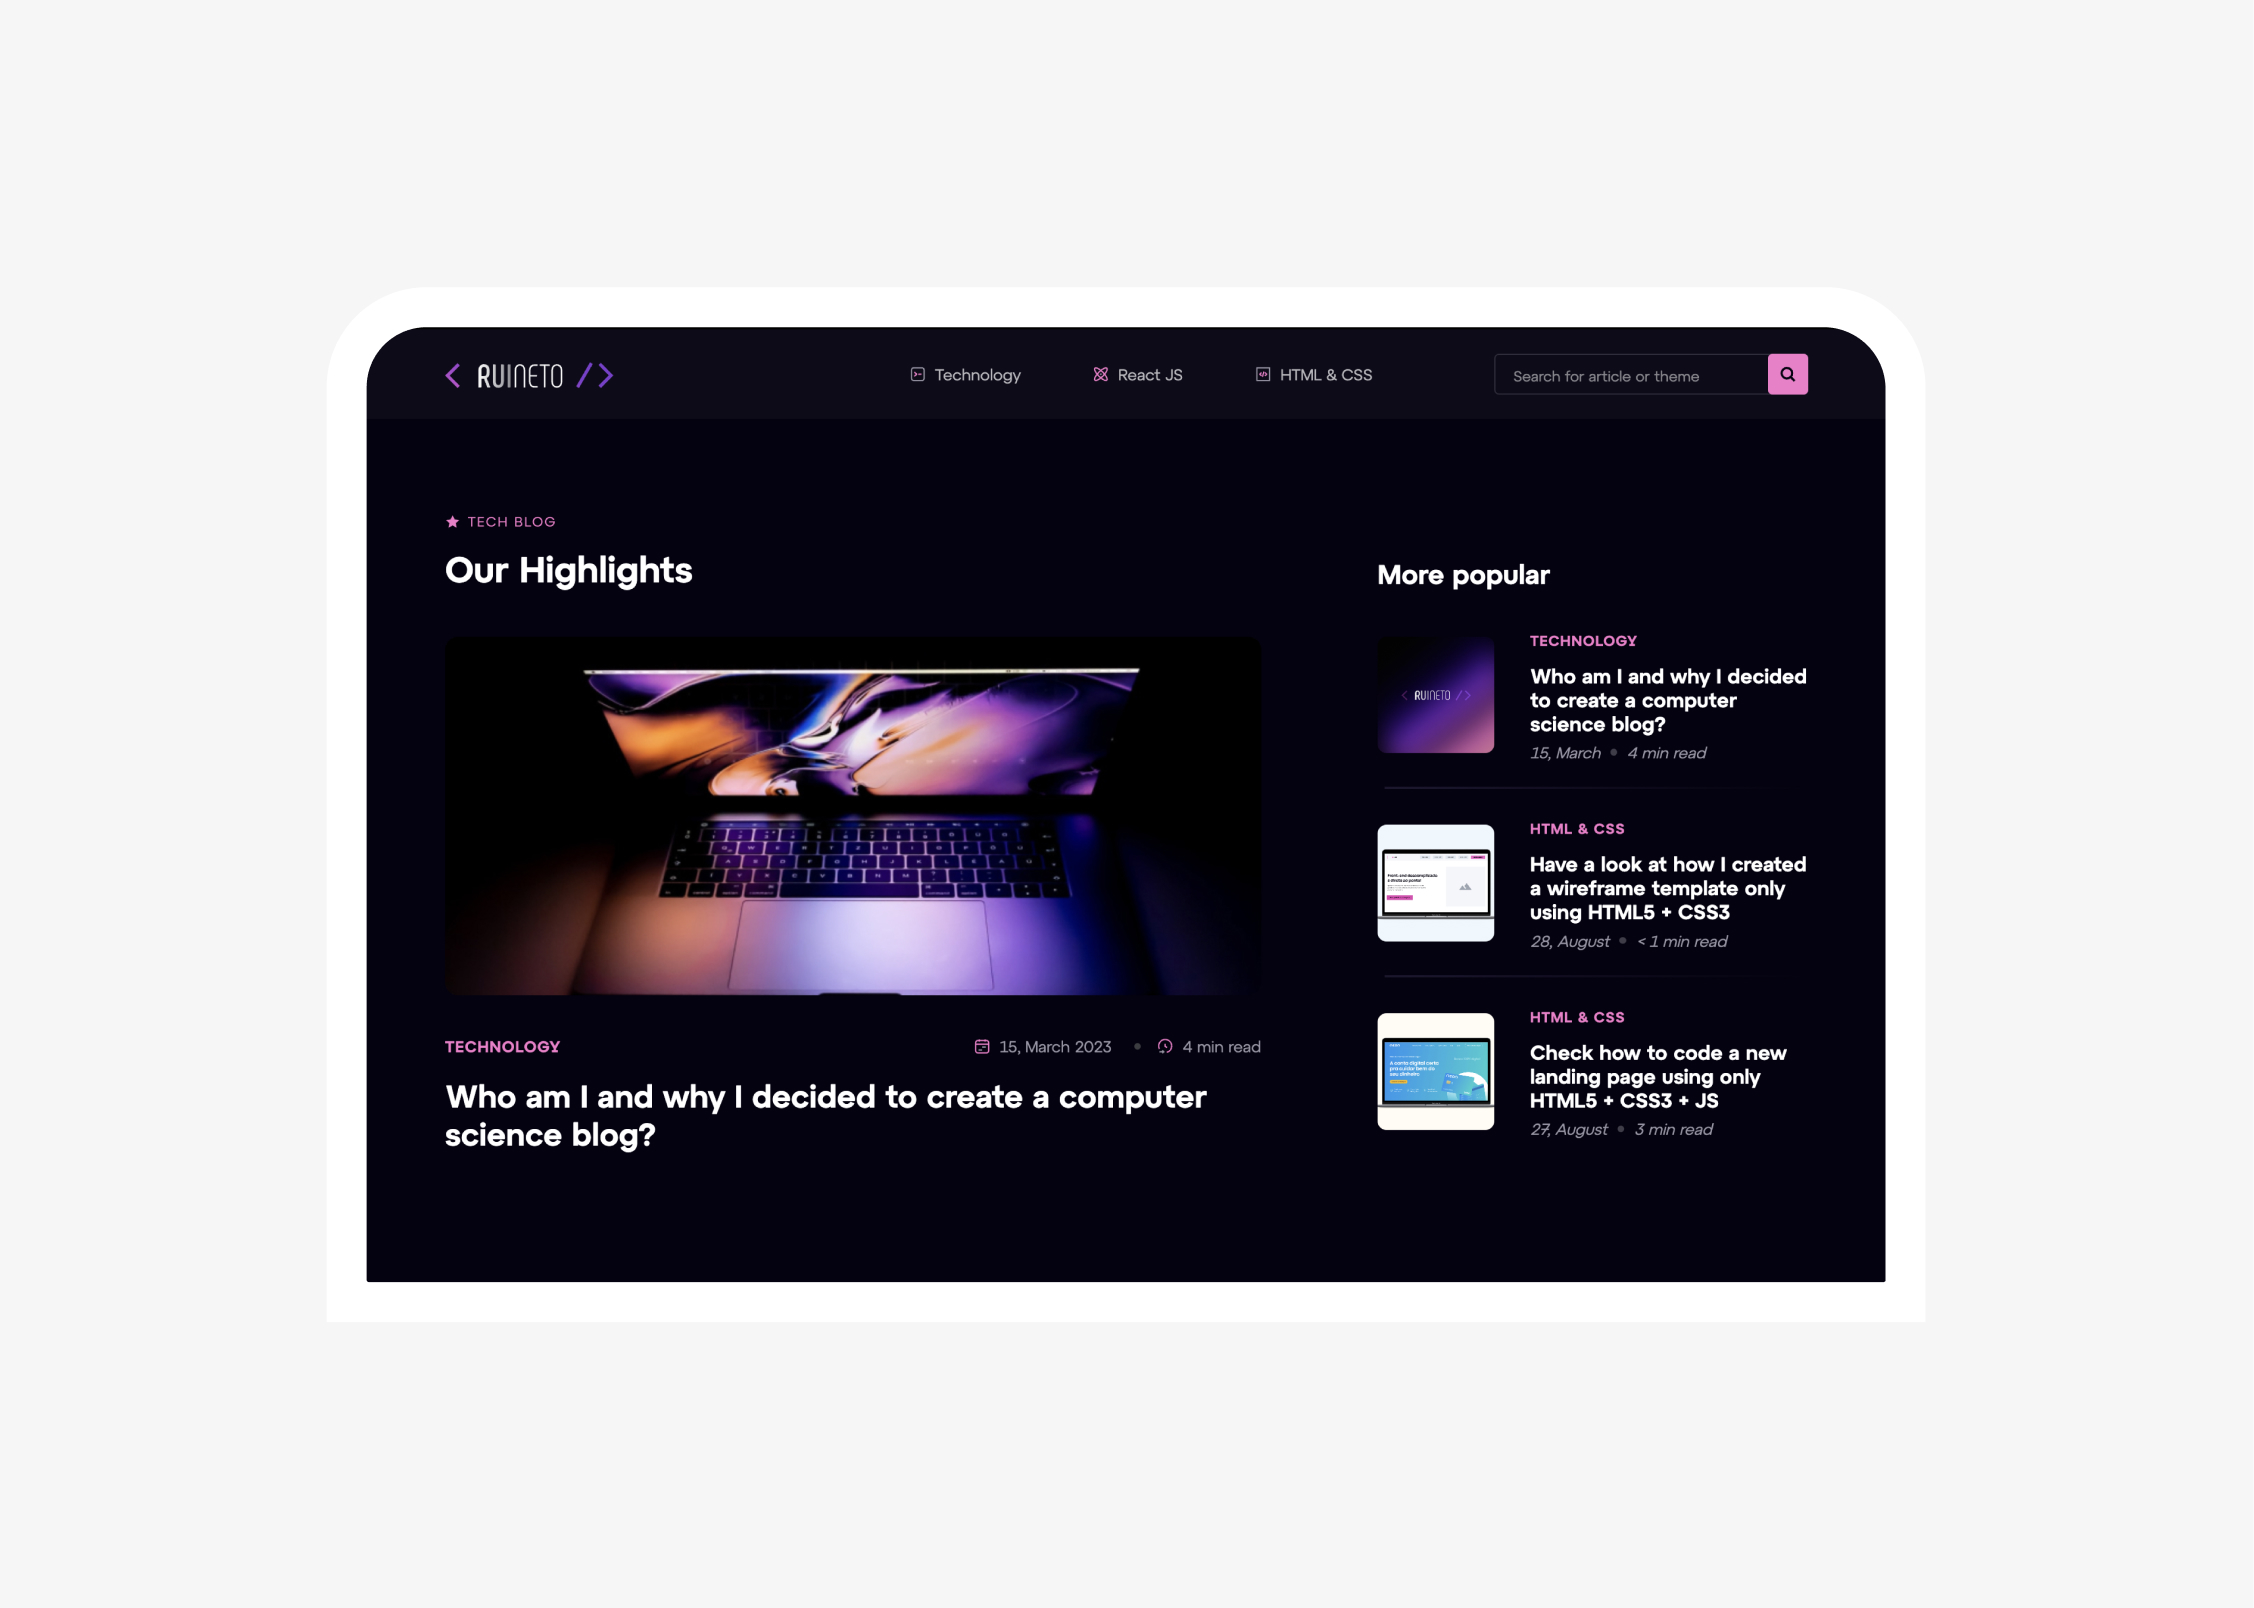 < RUINETO />
Technology
React JS
HTML & CSS
Search for article or theme
TECH BLOG
Our Highlights
TECHNOLOGY
15, March 2023 • 4 min read
Who am I and why I decided to create a computer
science blog?
More popular
< RUINETO />
TECHNOLOGY
Who am I and why I decided
to create a computer
science blog?
15, March • 4 min read
HTML & CSS
Have a look at how I created
a wireframe template only
using HTML5 + CSS3
28, August • < 1 min read
HTML & CSS
Check how to code a new
landing page using only
HTML5 + CSS3 + JS
27, August • 3 min read